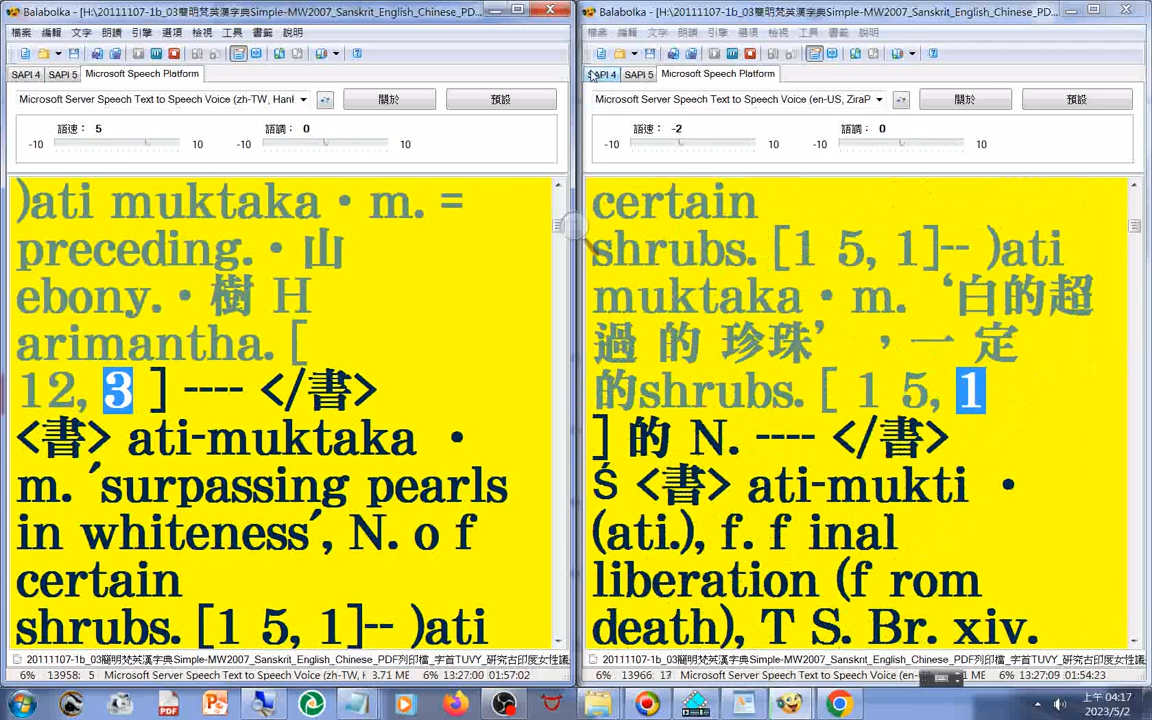 Balabolka - [H:\20111107-1b_03簡明梵英漢字典Simple-MW2007_Sanskrit_English_Chinese_PD...
檔案 編輯 文字 朗讀 引擎 選項 檢視 工具 書籤 說明
SAPI 4 SAPI 5 Microsoft Speech Platform
Microsoft Server Speech Text to Speech Voice (zh-TW, Hanl 關於 預設
語速： 5 語調： 0
-10 10 -10 10
)ati muktaka • m. =
preceding. • 山
ebony. • 樹 H
arimantha. [
12, 3 ] ---- </書>
<書> ati-muktaka •
m. ′surpassing pearls
in whiteness′, N. o f
certain
shrubs. [1 5, 1]-- )ati
20111107-1b_03簡明梵英漢字典Simple-MW2007_Sanskrit_English_Chinese_PDF列印檔_字首TUVY_研究古印度女性議
6% 13958: 5 Microsoft Server Speech Text to Speech Voice (zh-TW, H 3.71 ME 6% 13:27:00 01:57:02
Balabolka - [H:\20111107-1b_03簡明梵英漢字典Simple-MW2007_Sanskrit_English_Chinese_PD...
檔案 編輯 文字 朗讀 引擎 選項 檢視 工具 書籤 說明
SAPI 4 SAPI 5 Microsoft Speech Platform
Microsoft Server Speech Text to Speech Voice (en-US, ZiraP 關於 預設
語速： -2 語調： 0
-10 10 -10 10
certain
shrubs. [1 5, 1]-- )ati
muktaka • m. ‘白的超
過 的 珍珠’ ，一 定
的shrubs. [ 1 5, 1
] 的 N. ---- </書>
Ś <書> ati-mukti •
(ati.), f. f inal
liberation (f rom
death), T S. Br. xiv.
20111107-1b_03簡明梵英漢字典Simple-MW2007_Sanskrit_English_Chinese_PDF列印檔_字首TUVY_研究古印度女性議
6% 13966: 17 Microsoft Server Speech Text to Speech Voice (en-U ME 6% 13:27:09 01:54:23
上午 04:17
2023/5/2